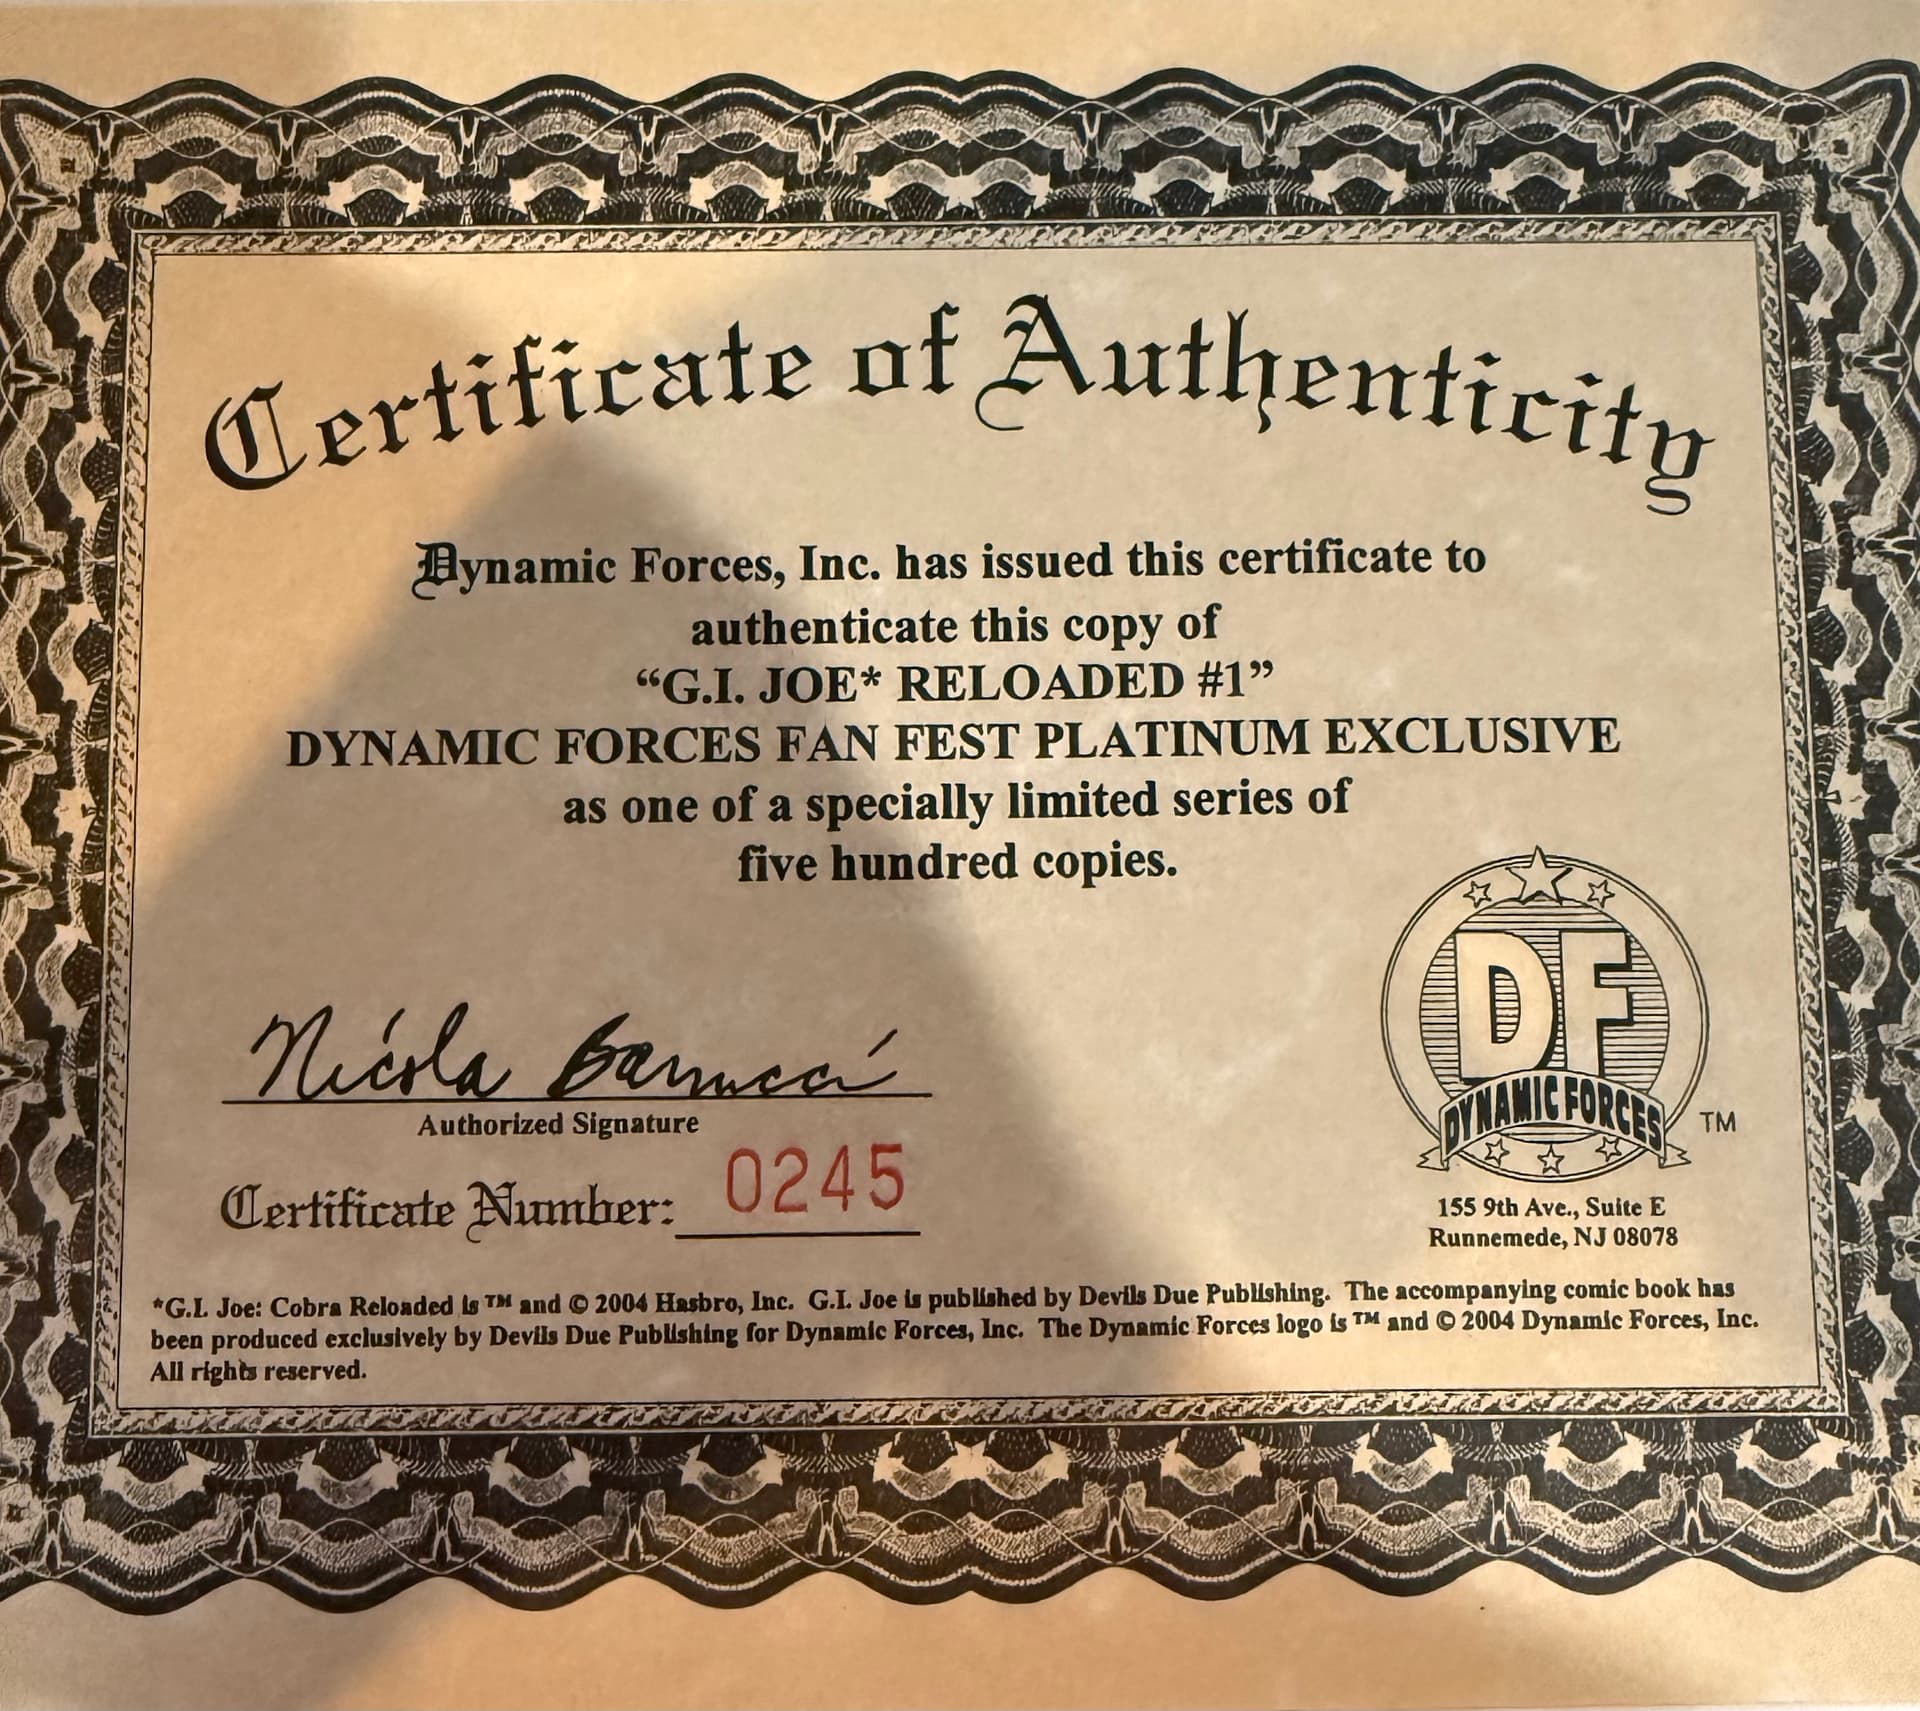 Certificate of Authenticity
Dynamic Forces, Inc. has issued this certificate to
authenticate this copy of
“G.I. JOE* RELOADED #1”
DYNAMIC FORCES FAN FEST PLATINUM EXCLUSIVE
as one of a specially limited series of
five hundred copies.
Nicola Barrucci
Authorized Signature
Certificate Number: 0245
DF
DYNAMIC FORCES
TM
155 9th Ave., Suite E
Runnemede, NJ 08078
*G.I. Joe: Cobra Reloaded is ™ and © 2004 Hasbro, Inc. G.I. Joe is published by Devils Due Publishing. The accompanying comic book has
been produced exclusively by Devils Due Publishing for Dynamic Forces, Inc. The Dynamic Forces logo is ™ and © 2004 Dynamic Forces, Inc.
All rights reserved.